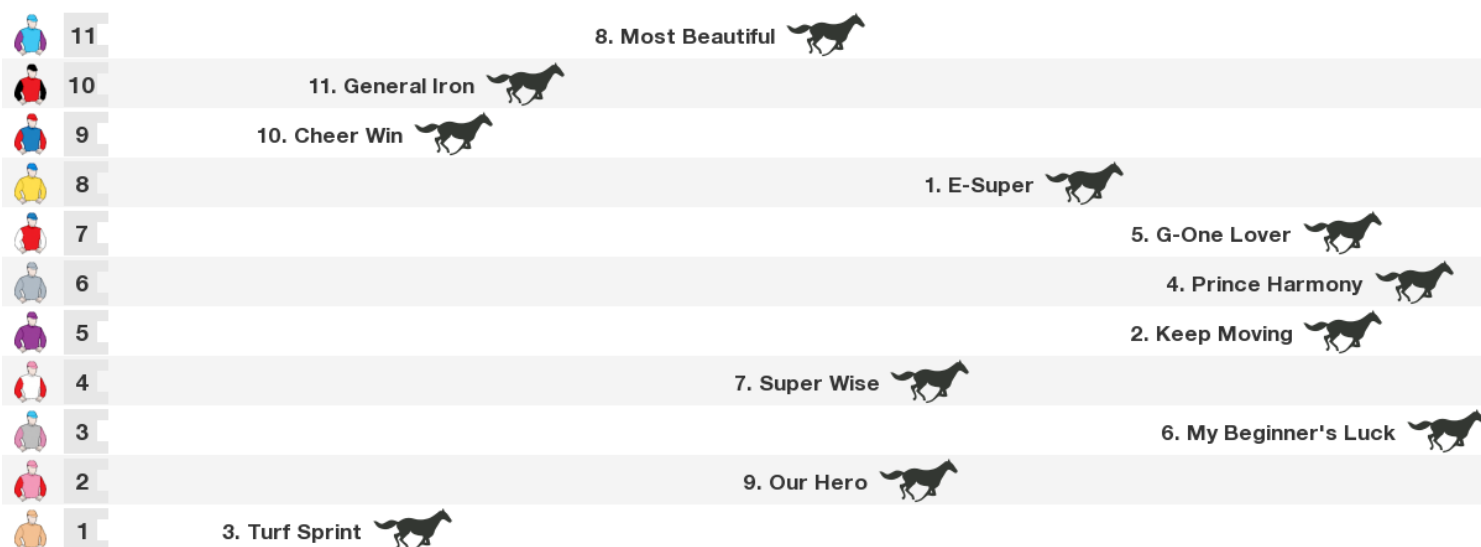 11 8. Most Beautiful
10 11. General Iron
9 10. Cheer Win
8 1. E-Super
7 5. G-One Lover
6 4. Prince Harmony
5 2. Keep Moving
4 7. Super Wise
3 6. My Beginner's Luck
2 9. Our Hero
1 3. Turf Sprint